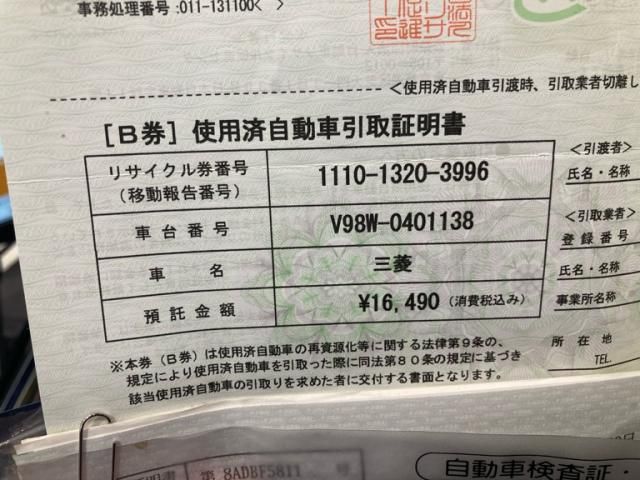 事務処理番号:011-131100< >
<使用済自動車引渡時、引取業者切離し
[B券] 使用済自動車引取証明書
リサイクル券番号
(移動報告番号)
1110-1320-3996
車台番号
V98W-0401138
車名
三菱
預託金額
¥16,490 (消費税込み)
※本券(B券)は使用済自動車の再資源化等に関する法律第9条の、
規定により使用済自動車を引取った際に同法第80条の規定に基づき
該当使用済自動車の引取りを求めた者に交付する書面となります。
<引渡者>
氏名・名称
<引取業者>
登録番号
氏名・名称
事業所名称
所在地
TEL
証明書 第 8ADBF5811 号
自動車検査証・